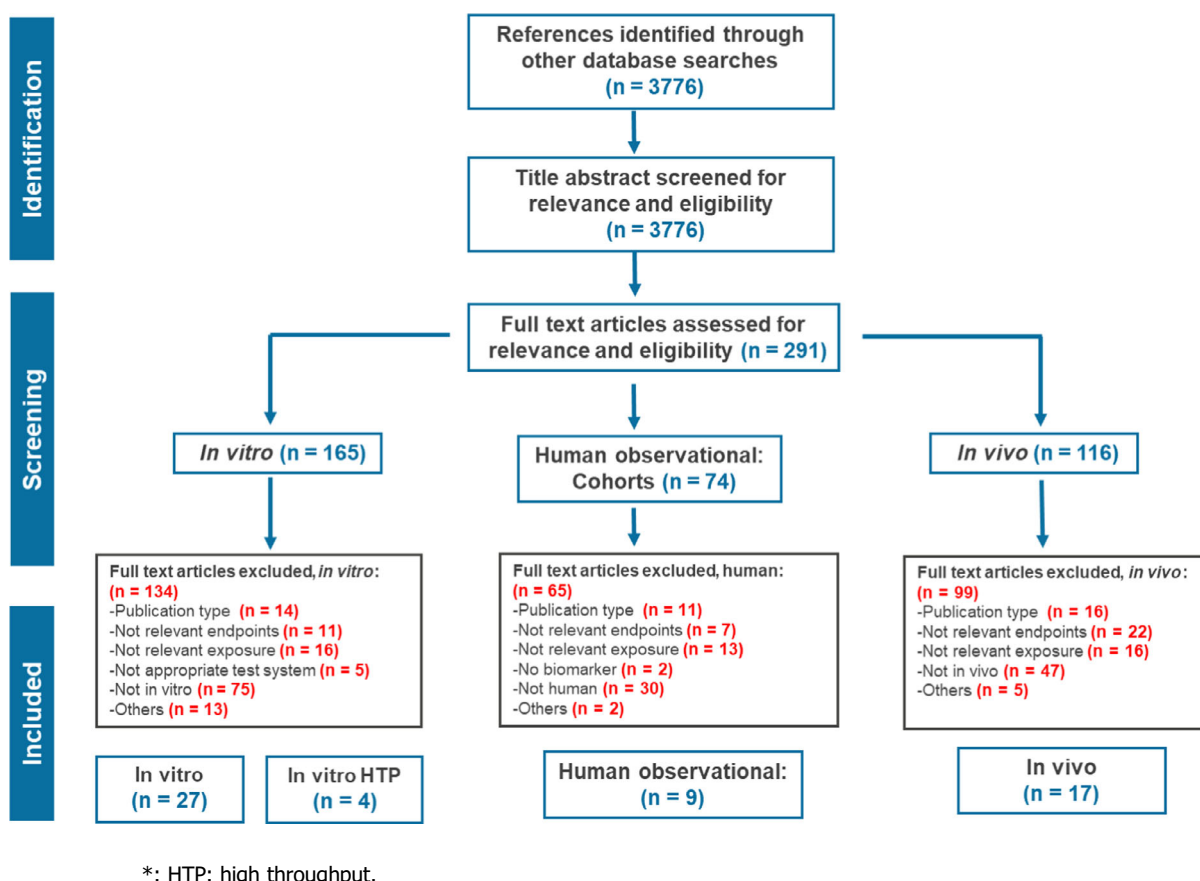 Identification
References identified through
other database searches
(n = 3776)
Title abstract screened for
relevance and eligibility
(n = 3776)
Screening
Full text articles assessed for
relevance and eligibility (n = 291)
In vitro (n = 165)
Human observational:
Cohorts (n = 74)
In vivo (n = 116)
Full text articles excluded, in vitro:
(n = 134)
-Publication type (n = 14)
-Not relevant endpoints (n = 11)
-Not relevant exposure (n = 16)
-Not appropriate test system (n = 5)
-Not in vitro (n = 75)
-Others (n = 13)
Full text articles excluded, human:
(n = 65)
-Publication type (n = 11)
-Not relevant endpoints (n = 7)
-Not relevant exposure (n = 13)
-No biomarker (n = 2)
-Not human (n = 30)
-Others (n = 2)
Full text articles excluded, in vivo:
(n = 99)
-Publication type (n = 16)
-Not relevant endpoints (n = 22)
-Not relevant exposure (n = 16)
-Not in vivo (n = 47)
-Others (n = 5)
Included
In vitro
(n = 27)
In vitro HTP
(n = 4)
Human observational:
(n = 9)
In vivo
(n = 17)
*: HTP: high throughput.